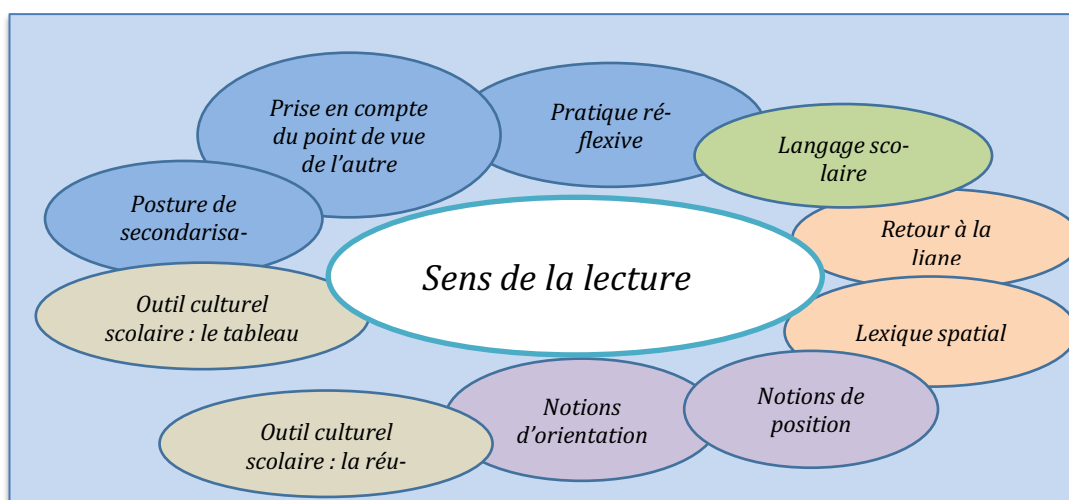 Prise en compte
du point de vue
de l'autre
Pratique ré-
flexive
Langage sco-
laire
Posture de
secondarisa-
Retour à la
ligne
Sens de la lecture
Outil culturel
scolaire : le tableau
Lexique spatial
Notions
d'orientation
Notions de
position
Outil culturel
scolaire : la réu-